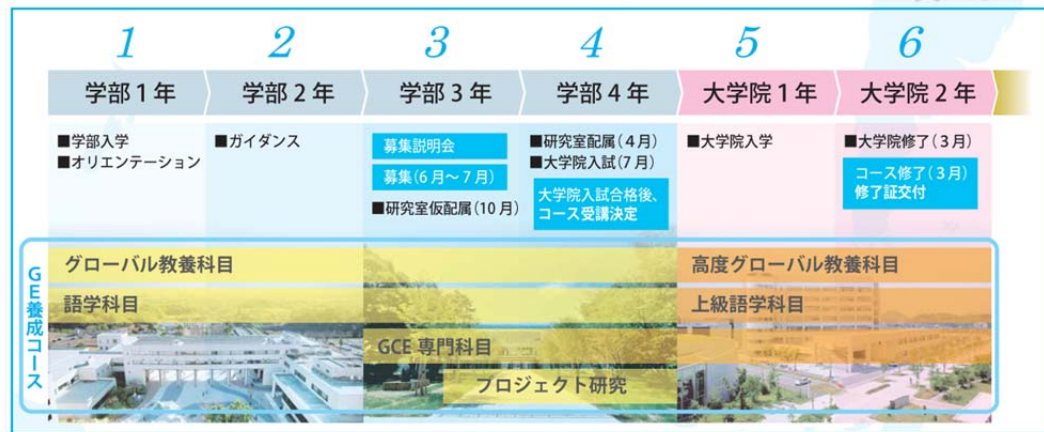 1 2 3 4 5 6
学部1年 学部2年 学部3年 学部4年 大学院1年 大学院2年
■学部入学
■オリエンテーション
■ガイダンス
募集説明会
募集(6月～7月)
■研究室仮配属(10月)
■研究室配属(4月)
■大学院入試(7月)
大学院入試合格後、
コース受講決定
■大学院入学
■大学院修了(3月)
コース修了(3月)
修了証交付
GE養成コース
グローバル教養科目
高度グローバル教養科目
語学科目
上級語学科目
GCE 専門科目
プロジェクト研究